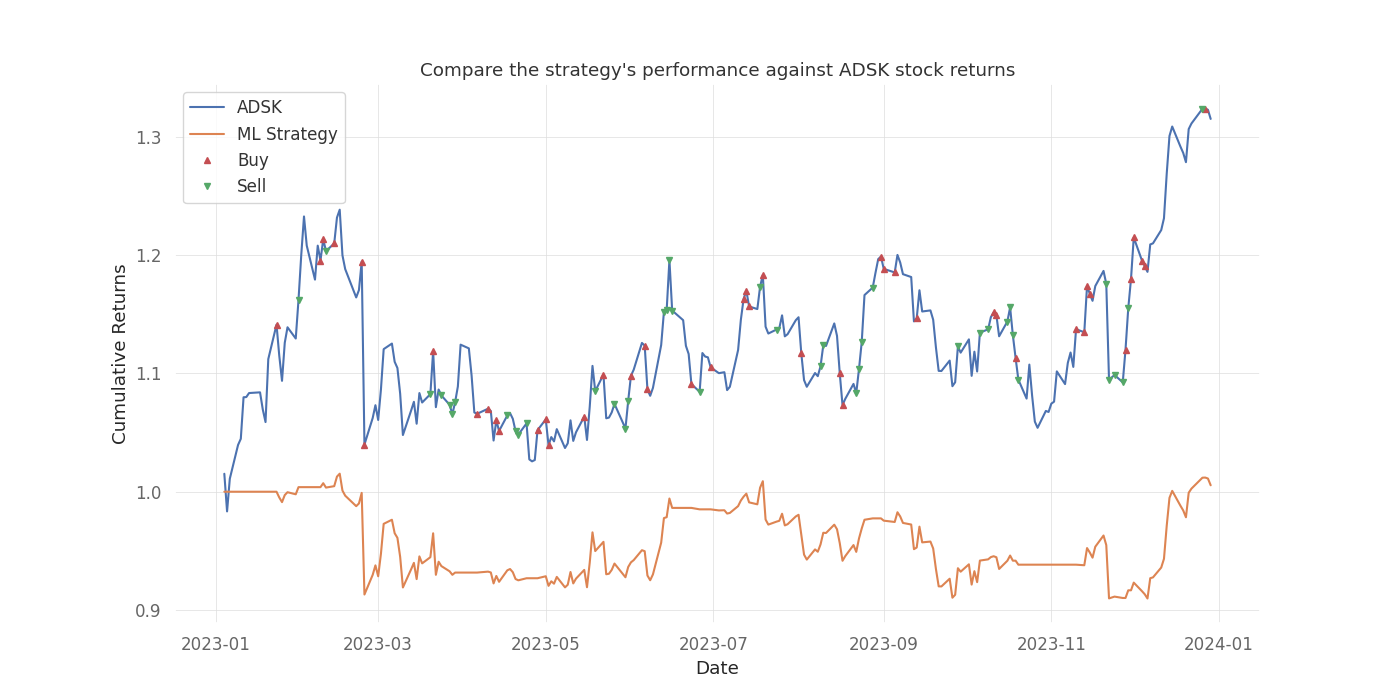 Compare the strategy's performance against ADSK stock returns
ADSK
ML Strategy
Buy
Sell
Cumulative Returns
1.3
1.2
1.1
1.0
0.9
2023-01 2023-03 2023-05 2023-07 2023-09 2023-11 2024-01
Date